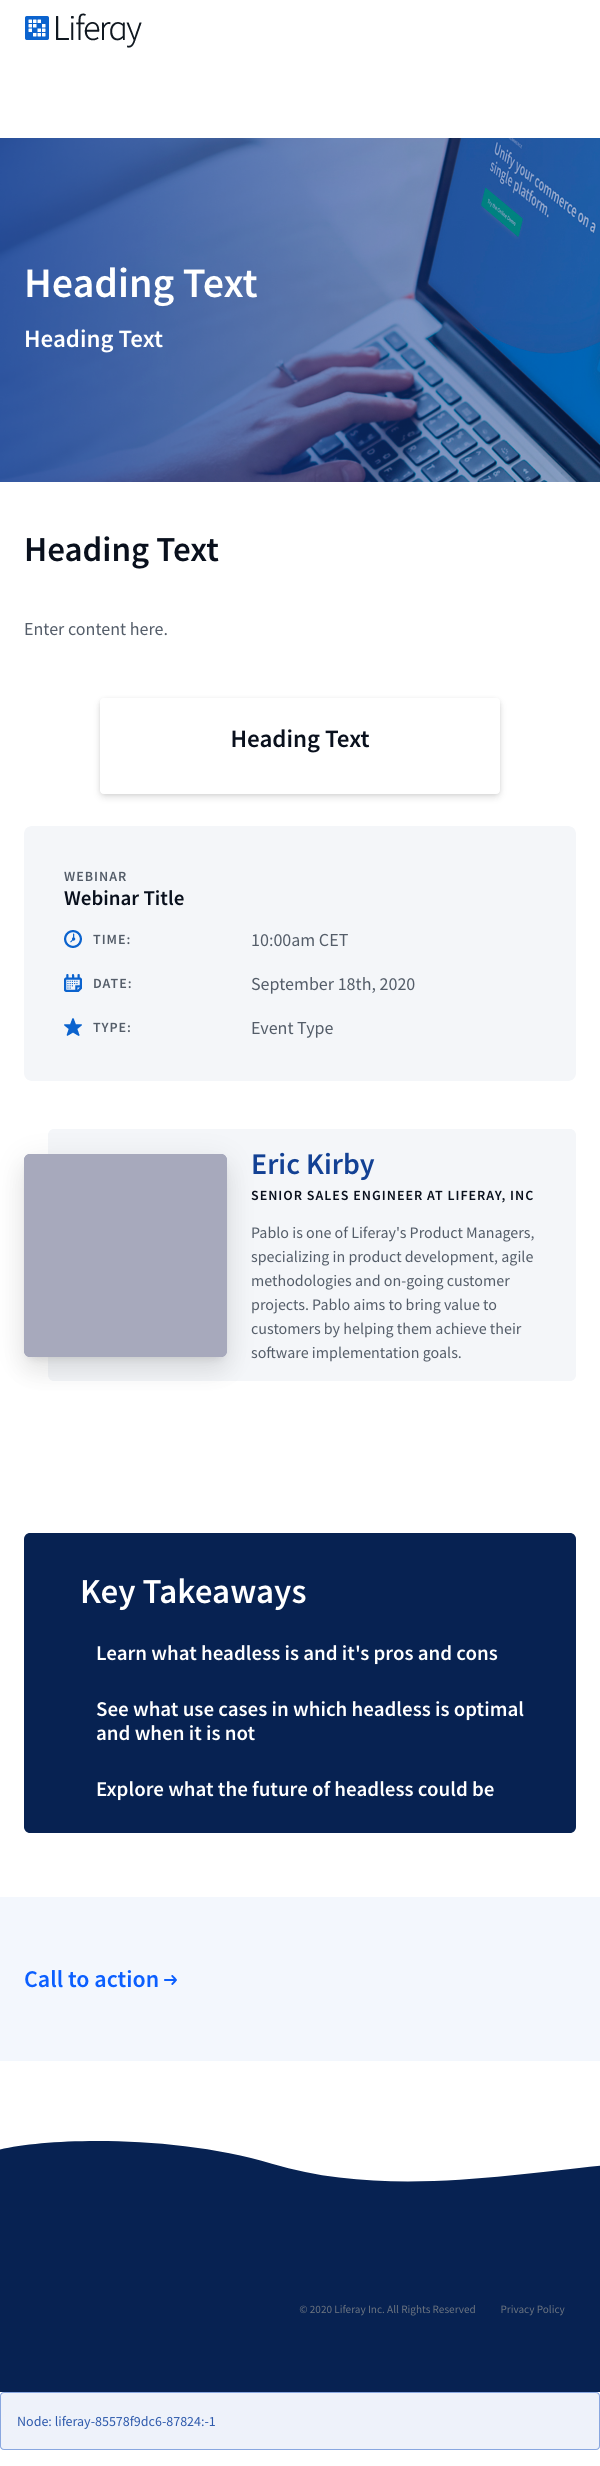 Liferay
Unify your commerce on a
single platform.
Heading Text
Heading Text
Heading Text
Enter content here.
Heading Text
WEBINAR
Webinar Title
TIME: 10:00am CET
DATE: September 18th, 2020
TYPE: Event Type
Eric Kirby
SENIOR SALES ENGINEER AT LIFERAY, INC
Pablo is one of Liferay's Product Managers,
specializing in product development, agile
methodologies and on-going customer
projects. Pablo aims to bring value to
customers by helping them achieve their
software implementation goals.
Key Takeaways
Learn what headless is and it's pros and cons
See what use cases in which headless is optimal
and when it is not
Explore what the future of headless could be
Call to action →
© 2020 Liferay Inc. All Rights Reserved Privacy Policy
Node: liferay-85578f9dc6-87824:-1